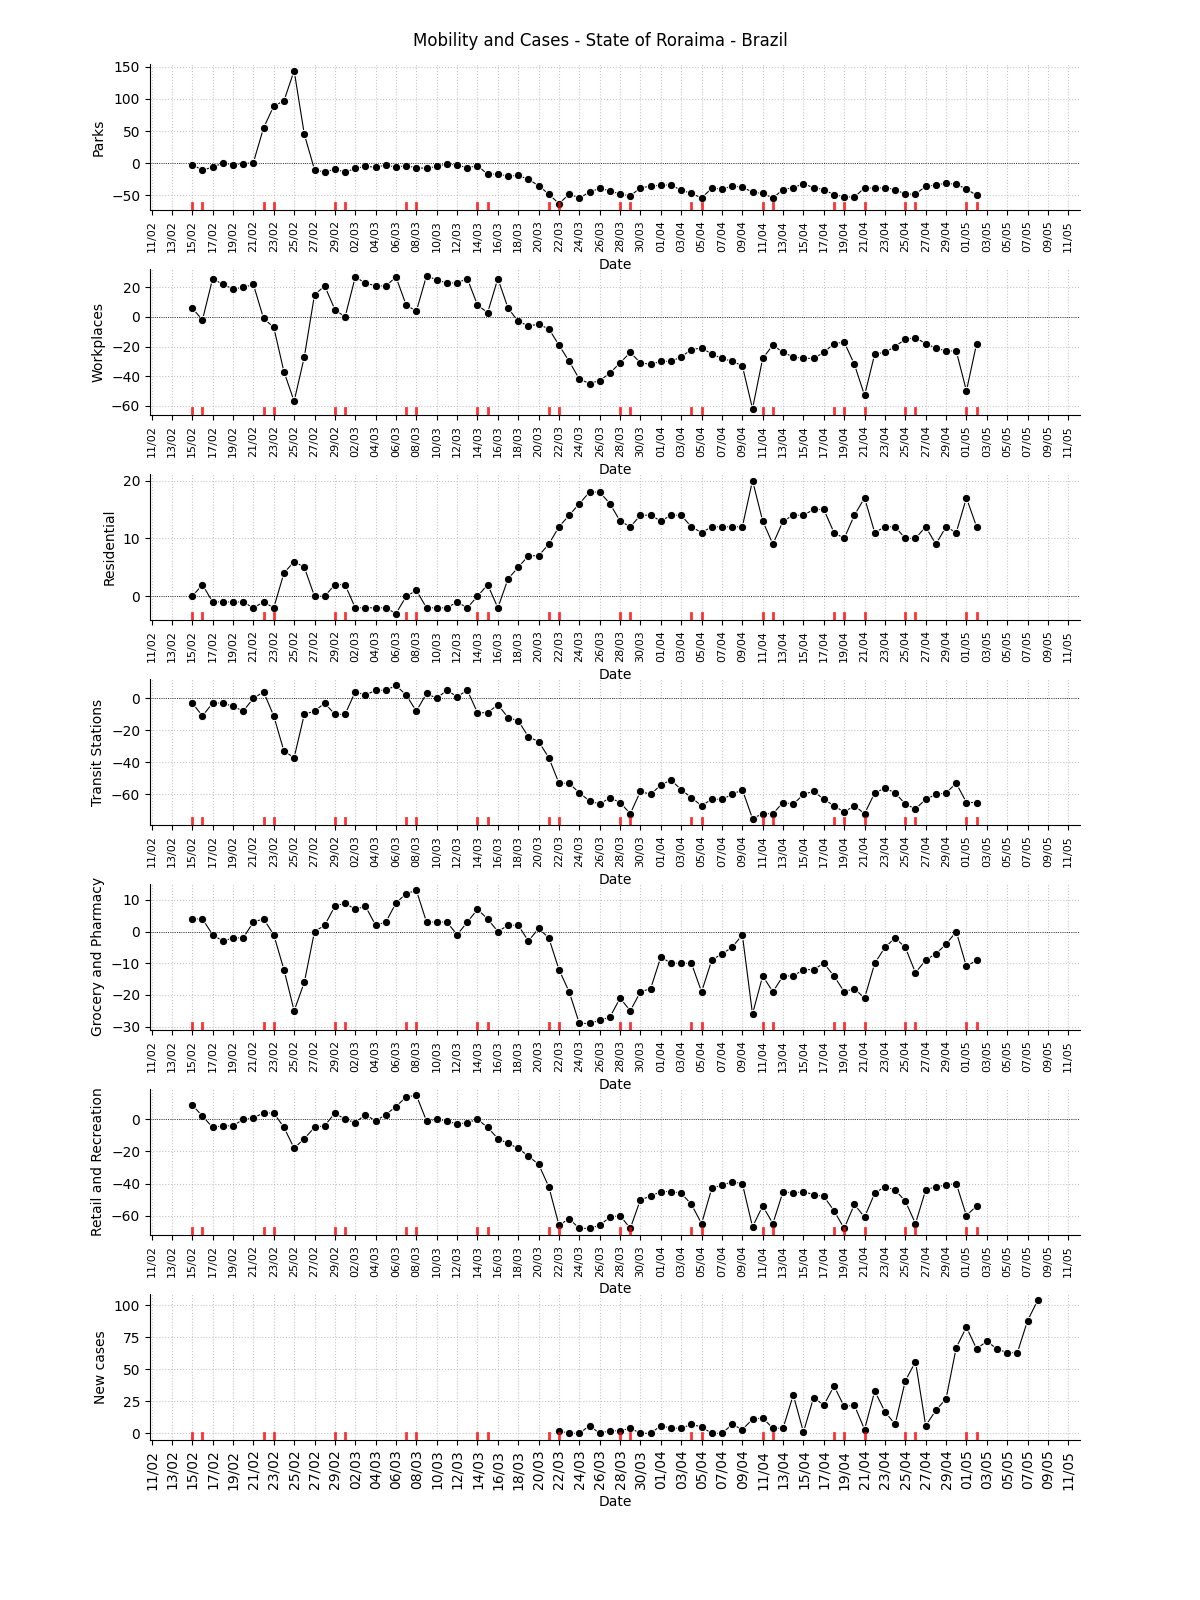 Mobility and Cases - State of Roraima - Brazil
Parks
150
100
50
0
−50
11/02 13/02 15/02 17/02 19/02 21/02 23/02 25/02 27/02 29/02 02/03 04/03 06/03 08/03 10/03 12/03 14/03 16/03 18/03 20/03 22/03 24/03 26/03 28/03 30/03 01/04 03/04 05/04 07/04 09/04 11/04 13/04 15/04 17/04 19/04 21/04 23/04 25/04 27/04 29/04 01/05 03/05 05/05 07/05 09/05 11/05
Date
Workplaces
20
0
−20
−40
−60
11/02 13/02 15/02 17/02 19/02 21/02 23/02 25/02 27/02 29/02 02/03 04/03 06/03 08/03 10/03 12/03 14/03 16/03 18/03 20/03 22/03 24/03 26/03 28/03 30/03 01/04 03/04 05/04 07/04 09/04 11/04 13/04 15/04 17/04 19/04 21/04 23/04 25/04 27/04 29/04 01/05 03/05 05/05 07/05 09/05 11/05
Date
Residential
20
10
0
11/02 13/02 15/02 17/02 19/02 21/02 23/02 25/02 27/02 29/02 02/03 04/03 06/03 08/03 10/03 12/03 14/03 16/03 18/03 20/03 22/03 24/03 26/03 28/03 30/03 01/04 03/04 05/04 07/04 09/04 11/04 13/04 15/04 17/04 19/04 21/04 23/04 25/04 27/04 29/04 01/05 03/05 05/05 07/05 09/05 11/05
Date
Transit Stations
0
−20
−40
−60
11/02 13/02 15/02 17/02 19/02 21/02 23/02 25/02 27/02 29/02 02/03 04/03 06/03 08/03 10/03 12/03 14/03 16/03 18/03 20/03 22/03 24/03 26/03 28/03 30/03 01/04 03/04 05/04 07/04 09/04 11/04 13/04 15/04 17/04 19/04 21/04 23/04 25/04 27/04 29/04 01/05 03/05 05/05 07/05 09/05 11/05
Date
Grocery and Pharmacy
10
0
−10
−20
−30
11/02 13/02 15/02 17/02 19/02 21/02 23/02 25/02 27/02 29/02 02/03 04/03 06/03 08/03 10/03 12/03 14/03 16/03 18/03 20/03 22/03 24/03 26/03 28/03 30/03 01/04 03/04 05/04 07/04 09/04 11/04 13/04 15/04 17/04 19/04 21/04 23/04 25/04 27/04 29/04 01/05 03/05 05/05 07/05 09/05 11/05
Date
Retail and Recreation
0
−20
−40
−60
11/02 13/02 15/02 17/02 19/02 21/02 23/02 25/02 27/02 29/02 02/03 04/03 06/03 08/03 10/03 12/03 14/03 16/03 18/03 20/03 22/03 24/03 26/03 28/03 30/03 01/04 03/04 05/04 07/04 09/04 11/04 13/04 15/04 17/04 19/04 21/04 23/04 25/04 27/04 29/04 01/05 03/05 05/05 07/05 09/05 11/05
Date
New cases
100
75
50
25
0
11/02 13/02 15/02 17/02 19/02 21/02 23/02 25/02 27/02 29/02 02/03 04/03 06/03 08/03 10/03 12/03 14/03 16/03 18/03 20/03 22/03 24/03 26/03 28/03 30/03 01/04 03/04 05/04 07/04 09/04 11/04 13/04 15/04 17/04 19/04 21/04 23/04 25/04 27/04 29/04 01/05 03/05 05/05 07/05 09/05 11/05
Date